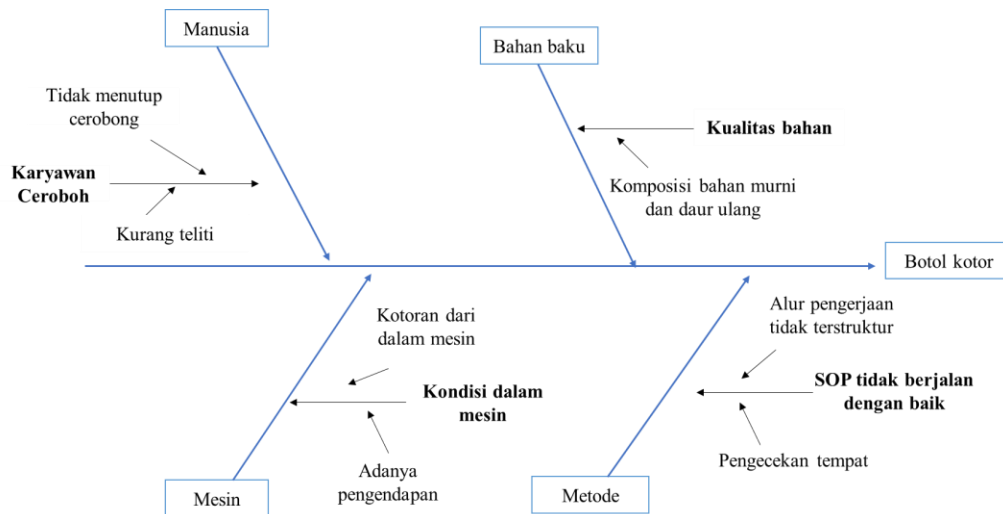 Manusia
Bahan baku
Tidak menutup
cerobong
Karyawan
Ceroboh
Kurang teliti
Kualitas bahan
Komposisi bahan murni
dan daur ulang
Botol kotor
Kotoran dari
dalam mesin
Kondisi dalam
mesin
Adanya
pengendapan
Mesin
Alur pengerjaan
tidak terstruktur
SOP tidak berjalan
dengan baik
Pengecekan tempat
Metode